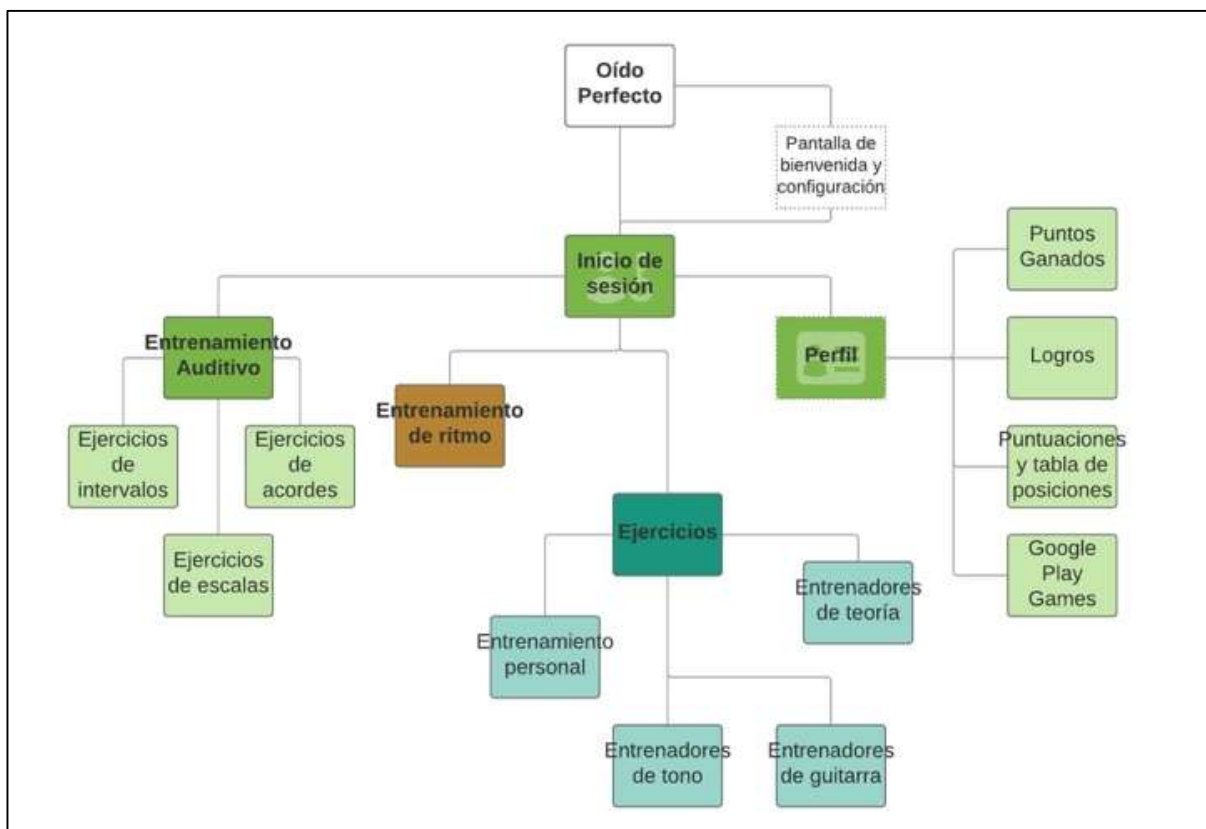 Oído
Perfecto
Pantalla de
bienvenida y
configuración
Inicio de
sesión
Puntos
Ganados
Entrenamiento
Auditivo
Perfil
Logros
Entrenamiento
de ritmo
Ejercicios
de
intervalos
Ejercicios
de
acordes
Puntuaciones
y tabla de
posiciones
Ejercicios
de escalas
Ejercicios
Google
Play
Games
Entrenadores
de teoría
Entrenamiento
personal
Entrenadores
de tono
Entrenadores
de guitarra